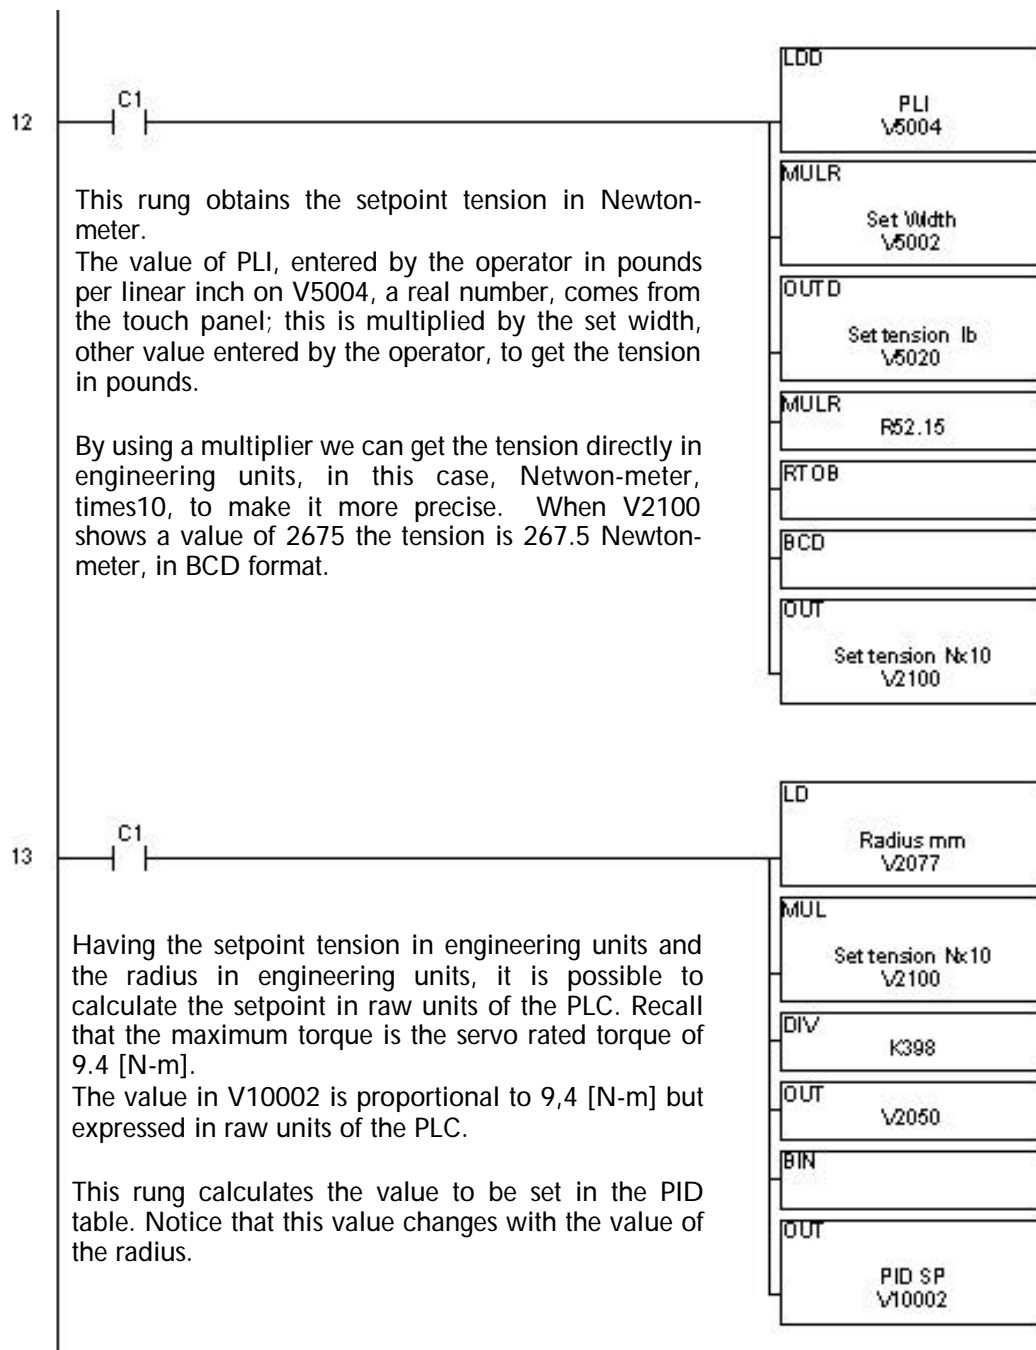 12
C1
This rung obtains the setpoint tension in Newton-
meter.
The value of PLI, entered by the operator in pounds
per linear inch on V5004, a real number, comes from
the touch panel; this is multiplied by the set width,
other value entered by the operator, to get the tension
in pounds.
By using a multiplier we can get the tension directly in
engineering units, in this case, Netwon-meter,
times10, to make it more precise. When V2100
shows a value of 2675 the tension is 267.5 Newton-
meter, in BCD format.
LDD
PLI
V5004
MULR
Set Width
V5002
OUTD
Set tension lb
V5020
MULR
R52.15
RTOB
BCD
OUT
Set tension Nx10
V2100
13
C1
Having the setpoint tension in engineering units and
the radius in engineering units, it is possible to
calculate the setpoint in raw units of the PLC. Recall
that the maximum torque is the servo rated torque of
9.4 [N-m].
The value in V10002 is proportional to 9,4 [N-m] but
expressed in raw units of the PLC.
This rung calculates the value to be set in the PID
table. Notice that this value changes with the value of
the radius.
LD
Radius mm
V2077
MUL
Set tension Nx10
V2100
DIV
K398
OUT
V2050
BIN
OUT
PID SP
V10002